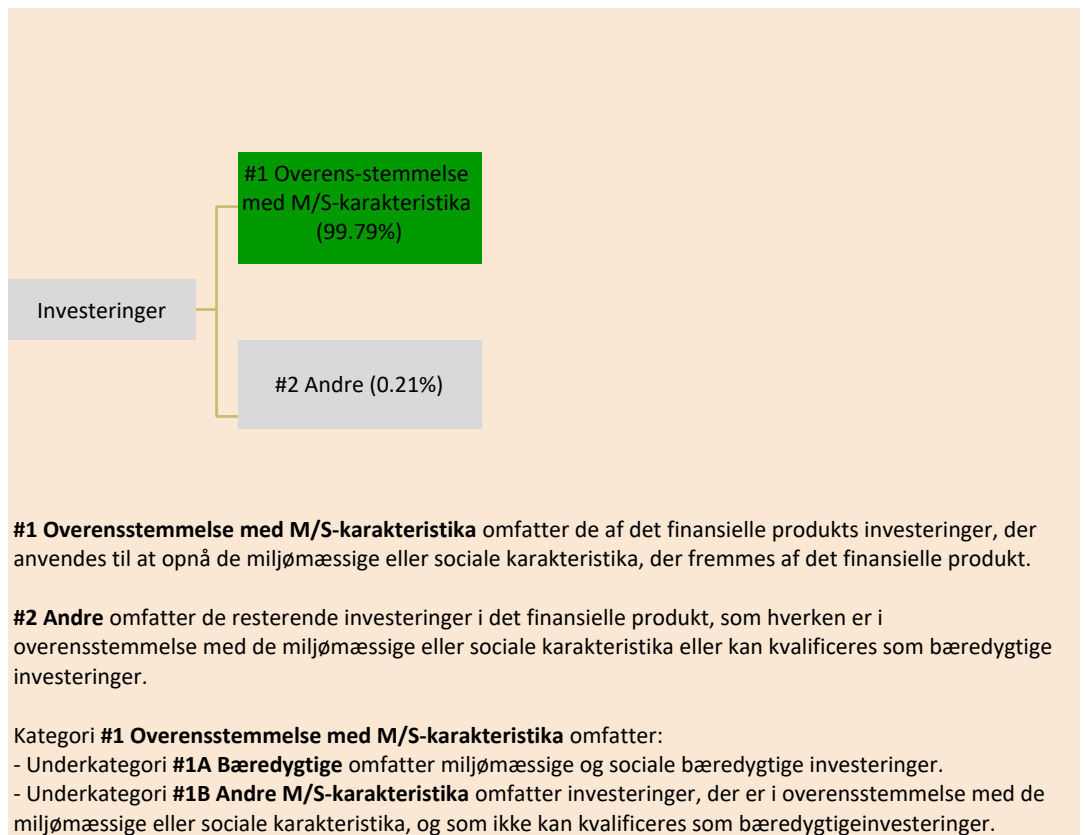 #1 Overens-stemmelse
med M/S-karakteristika
(99.79%)
Investeringer
#2 Andre (0.21%)
#1 Overensstemmelse med M/S-karakteristika omfatter de af det finansielle produkts investeringer, der
anvendes til at opnå de miljømæssige eller sociale karakteristika, der fremmes af det finansielle produkt.
#2 Andre omfatter de resterende investeringer i det finansielle produkt, som hverken er i
overensstemmelse med de miljømæssige eller sociale karakteristika eller kan kvalificeres som bæredygtige
investeringer.
Kategori #1 Overensstemmelse med M/S-karakteristika omfatter:
- Underkategori #1A Bæredygtige omfatter miljømæssige og sociale bæredygtige investeringer.
- Underkategori #1B Andre M/S-karakteristika omfatter investeringer, der er i overensstemmelse med de
miljømæssige eller sociale karakteristika, og som ikke kan kvalificeres som bæredygtigeinvesteringer.